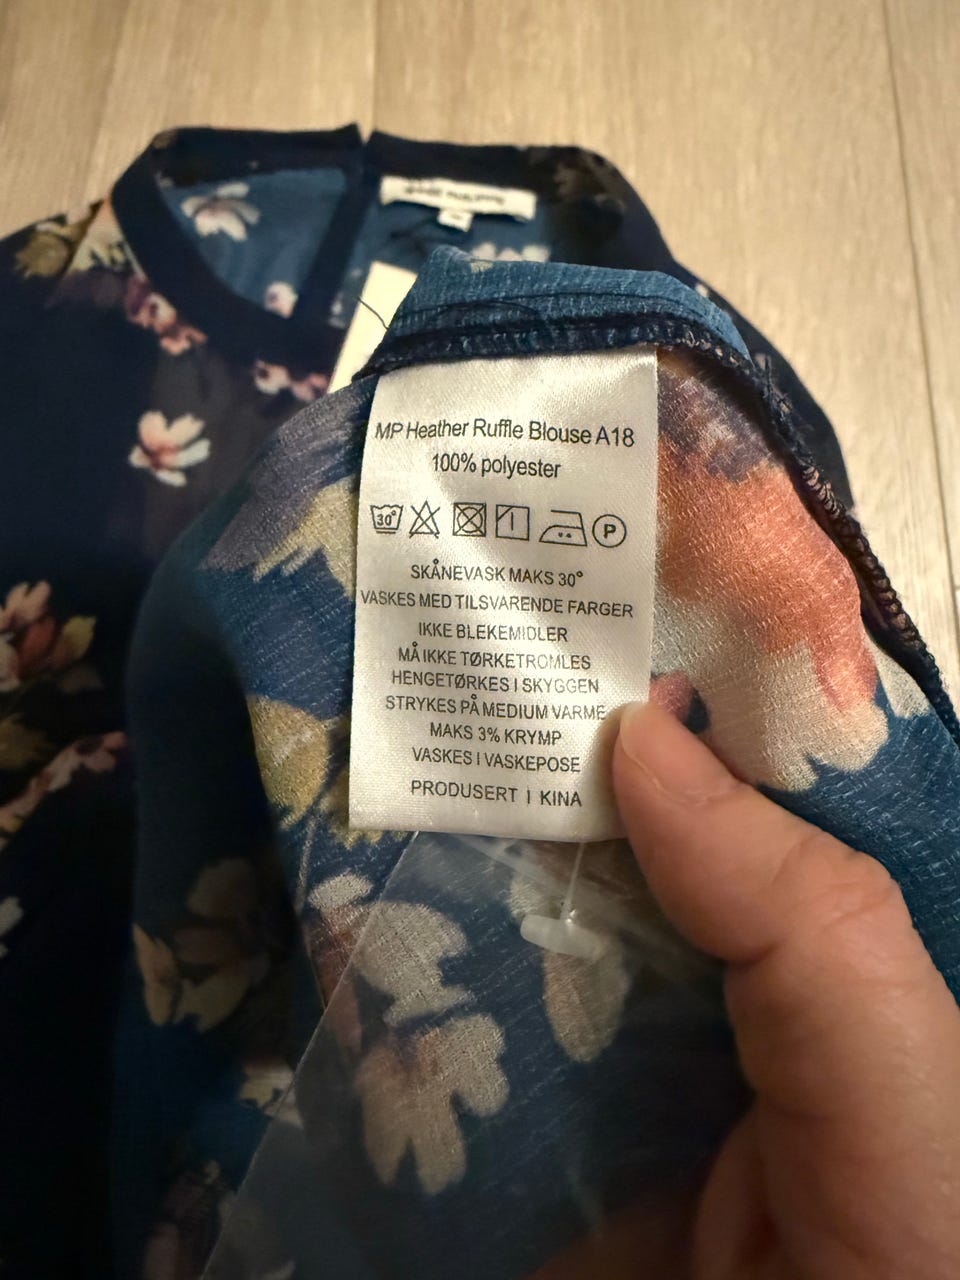 MP Heather Ruffle Blouse A18
100% polyester
30° P
SKÅNEVASK MAKS 30°
VASKES MED TILSVARENDE FARGER
IKKE BLEKEMIDLER
MÅ IKKE TØRKETROMLES
HENGETØRKES I SKYGGEN
STRYKES PÅ MEDIUM VARME
MAKS 3% KRYMP
VASKES I VASKEPOSE
PRODUSERT I KINA